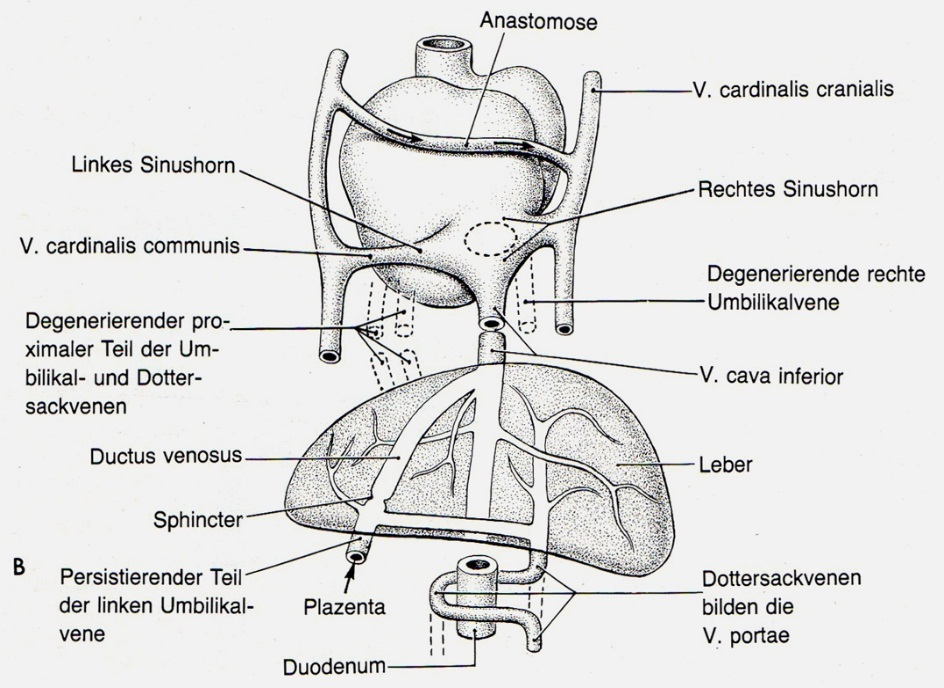 Anastomose
V. cardinalis cranialis
Linkes Sinushorn
Rechtes Sinushorn
V. cardinalis communis
Degenerierende rechte
Umbilikalvene
Degenerierender pro-
ximaler Teil der Um-
bilikal- und Dotter-
sackvenen
V. cava inferior
Ductus venosus
Leber
Sphincter
B
Persistierender Teil
der linken Umbilikal-
vene
Plazenta
Dottersackvenen
bilden die
V. portae
Duodenum